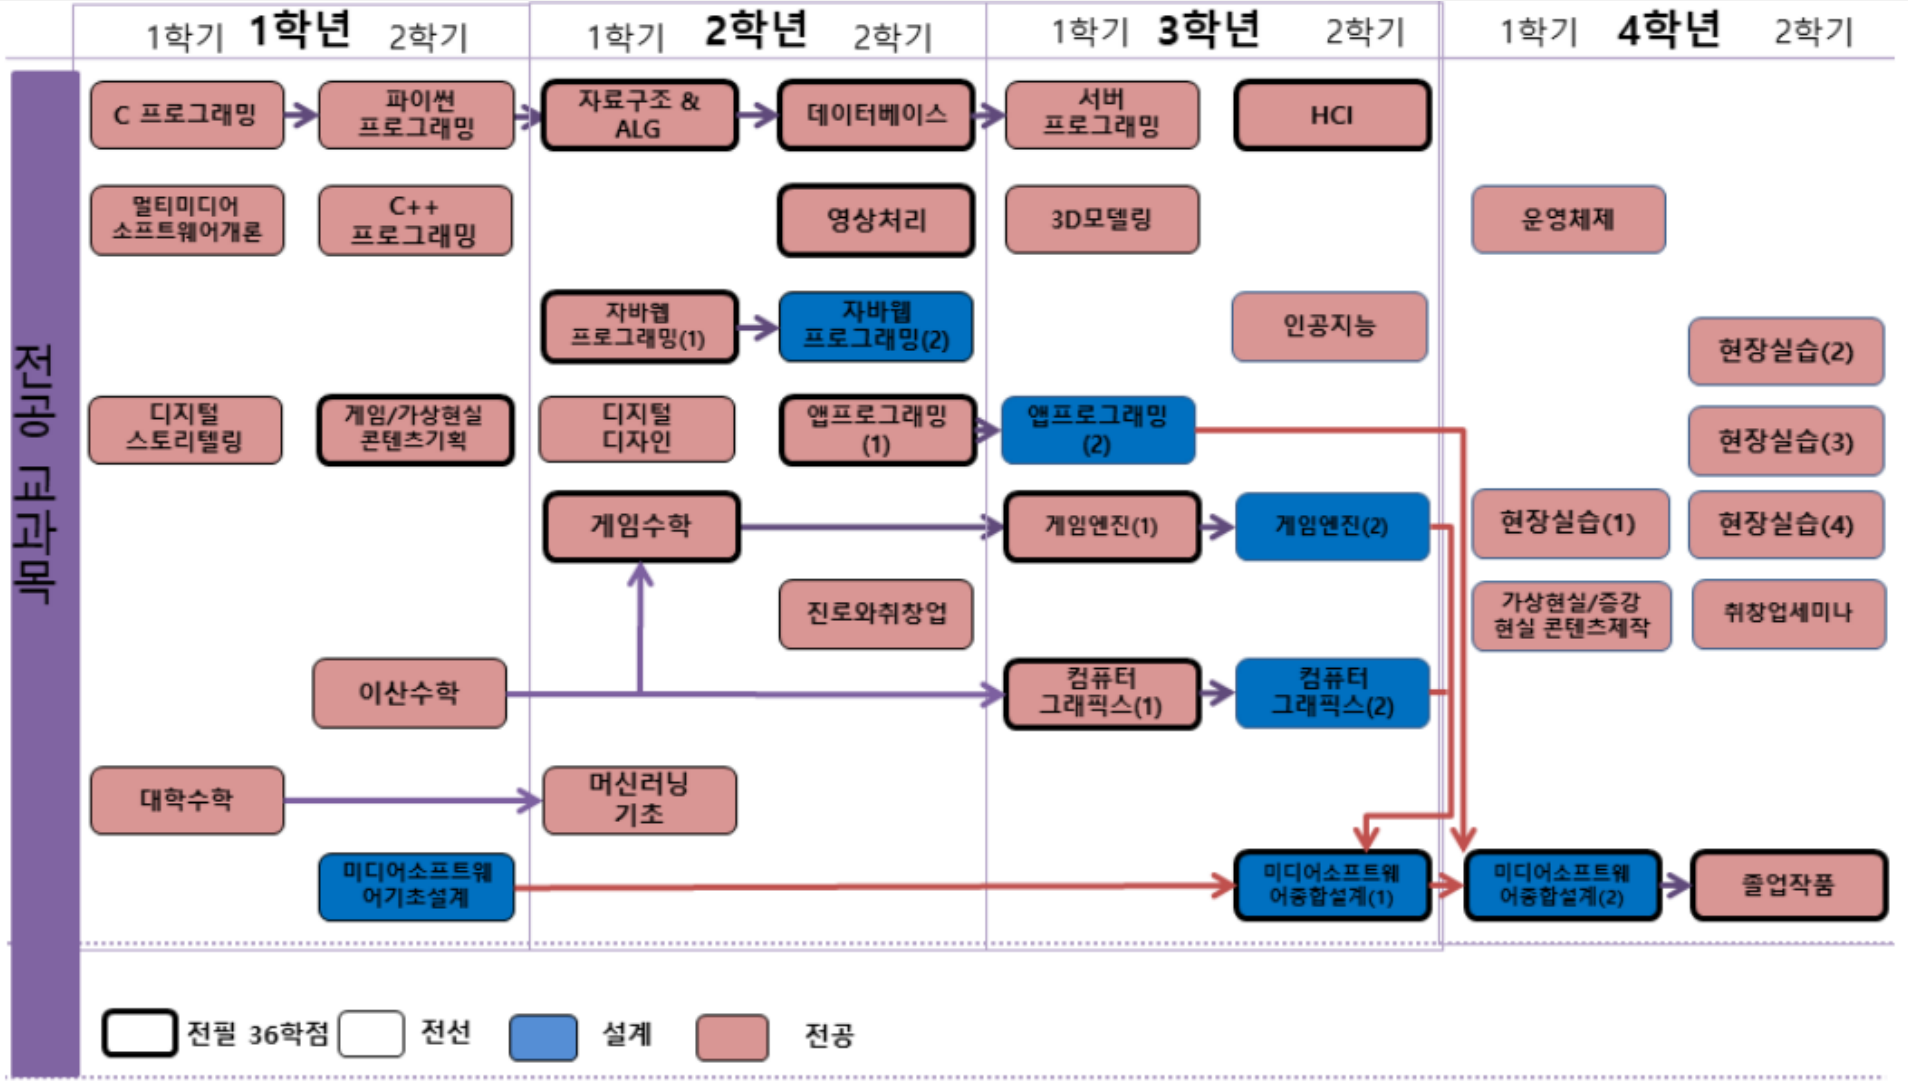 1학기 1학년 2학기
1학기 2학년 2학기
1학기 3학년 2학기
1학기 4학년 2학기
전공 교과목
C 프로그래밍
파이썬
프로그래밍
자료구조 &
ALG
데이터베이스
서버
프로그래밍
HCI
멀티미디어
소프트웨어개론
C++
프로그래밍
영상처리
3D모델링
운영체제
자바웹
프로그래밍(1)
자바웹
프로그래밍(2)
인공지능
현장실습(2)
디지털
스토리텔링
게임/가상현실
콘텐츠기획
디지털
디자인
앱프로그래밍
(1)
앱프로그래밍
(2)
현장실습(3)
게임수학
게임엔진(1)
게임엔진(2)
현장실습(1)
현장실습(4)
진로와취창업
가상현실/증강
현실 콘텐츠제작
취창업세미나
이산수학
컴퓨터
그래픽스(1)
컴퓨터
그래픽스(2)
대학수학
머신러닝
기초
미디어소프트웨
어기초설계
미디어소프트웨
어종합설계(1)
미디어소프트웨
어종합설계(2)
졸업작품
전필 36학점
전선
설계
전공